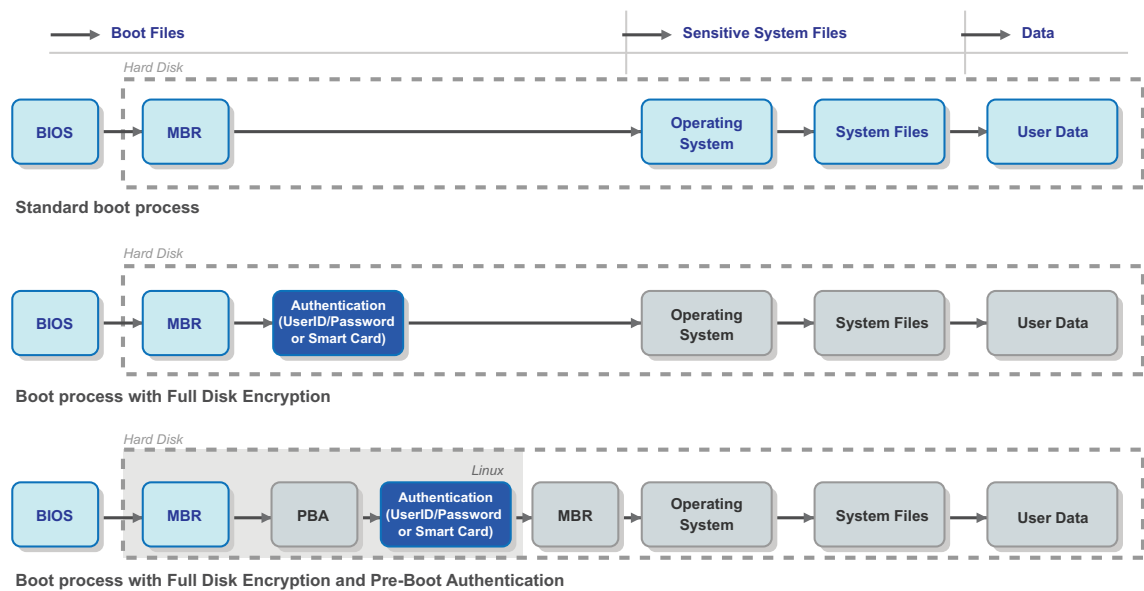 Boot Files
Sensitive System Files
Data
Hard Disk
BIOS
MBR
Operating
System
System Files
User Data
Standard boot process
Hard Disk
BIOS
MBR
Authentication
(UserID/Password
or Smart Card)
Operating
System
System Files
User Data
Boot process with Full Disk Encryption
Hard Disk
Linux
BIOS
MBR
PBA
Authentication
(UserID/Password
or Smart Card)
MBR
Operating
System
System Files
User Data
Boot process with Full Disk Encryption and Pre-Boot Authentication